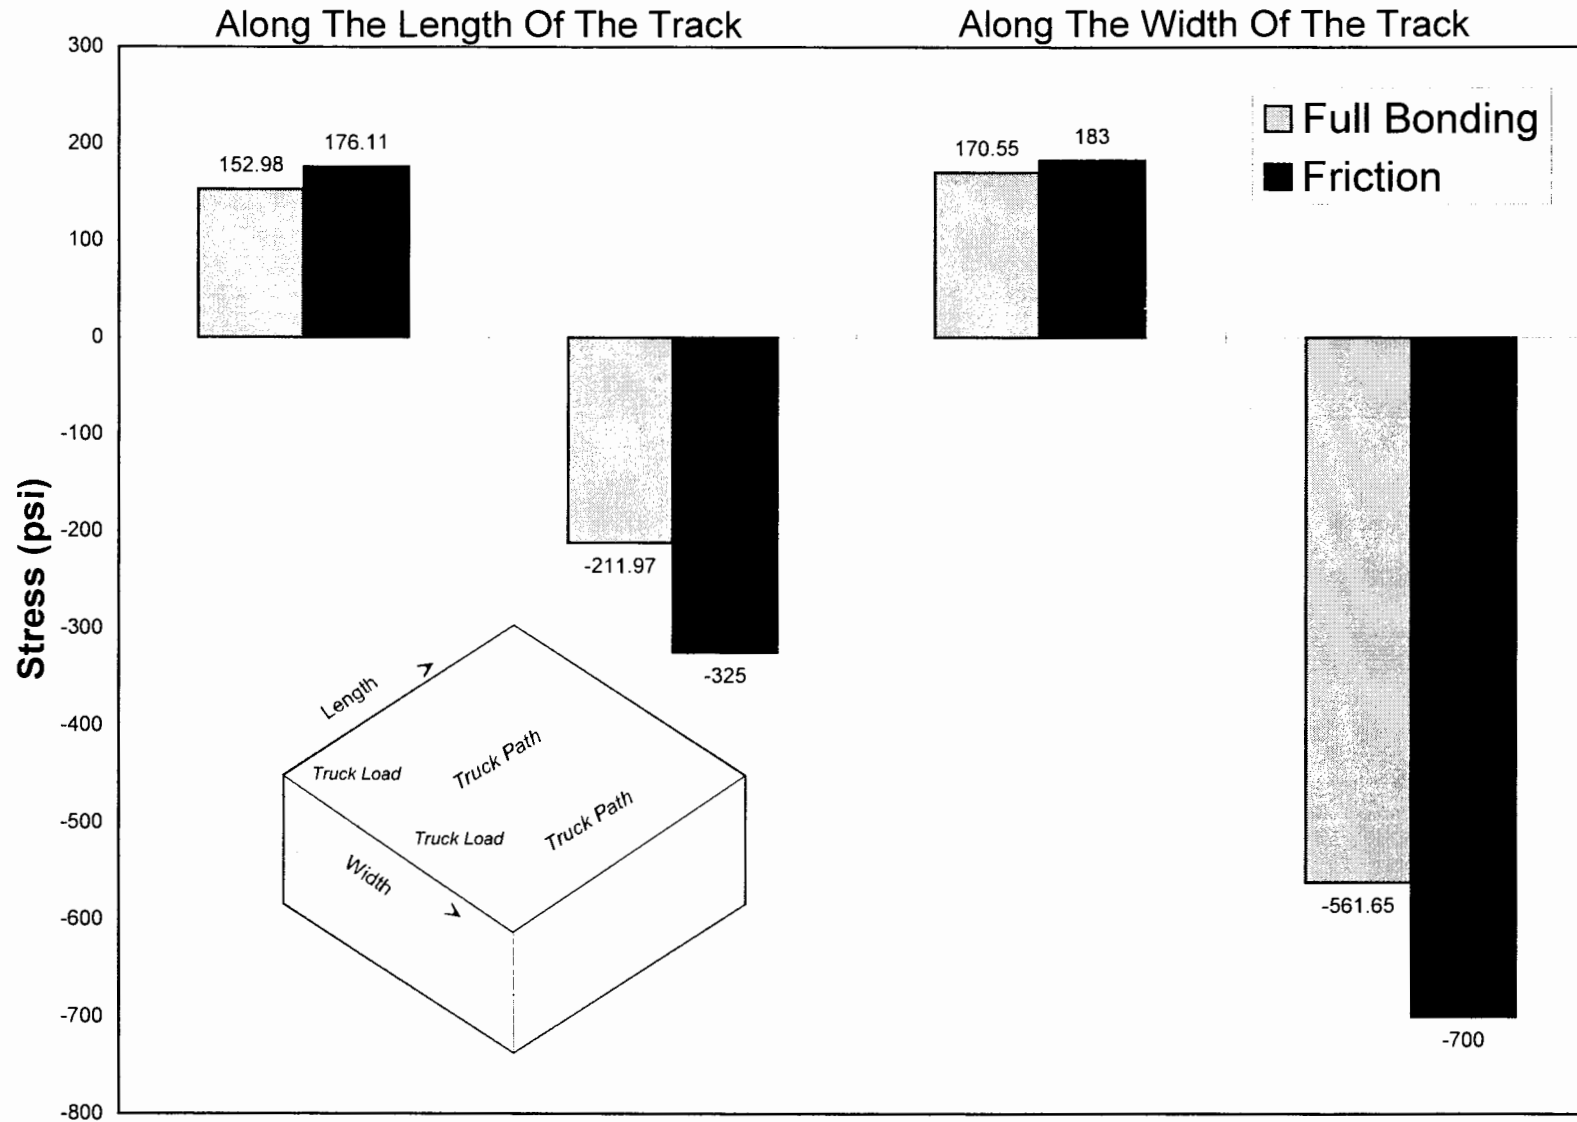 Along The Length Of The Track
Along The Width Of The Track
300
200
100
0
-100
-200
-300
-400
-500
-600
-700
-800
Stress (psi)
152.98
176.11
-211.97
-325
170.55
183
-561.65
-700
Full Bonding
Friction
Length
Truck Path
Truck Load
Truck Path
Truck Load
Width